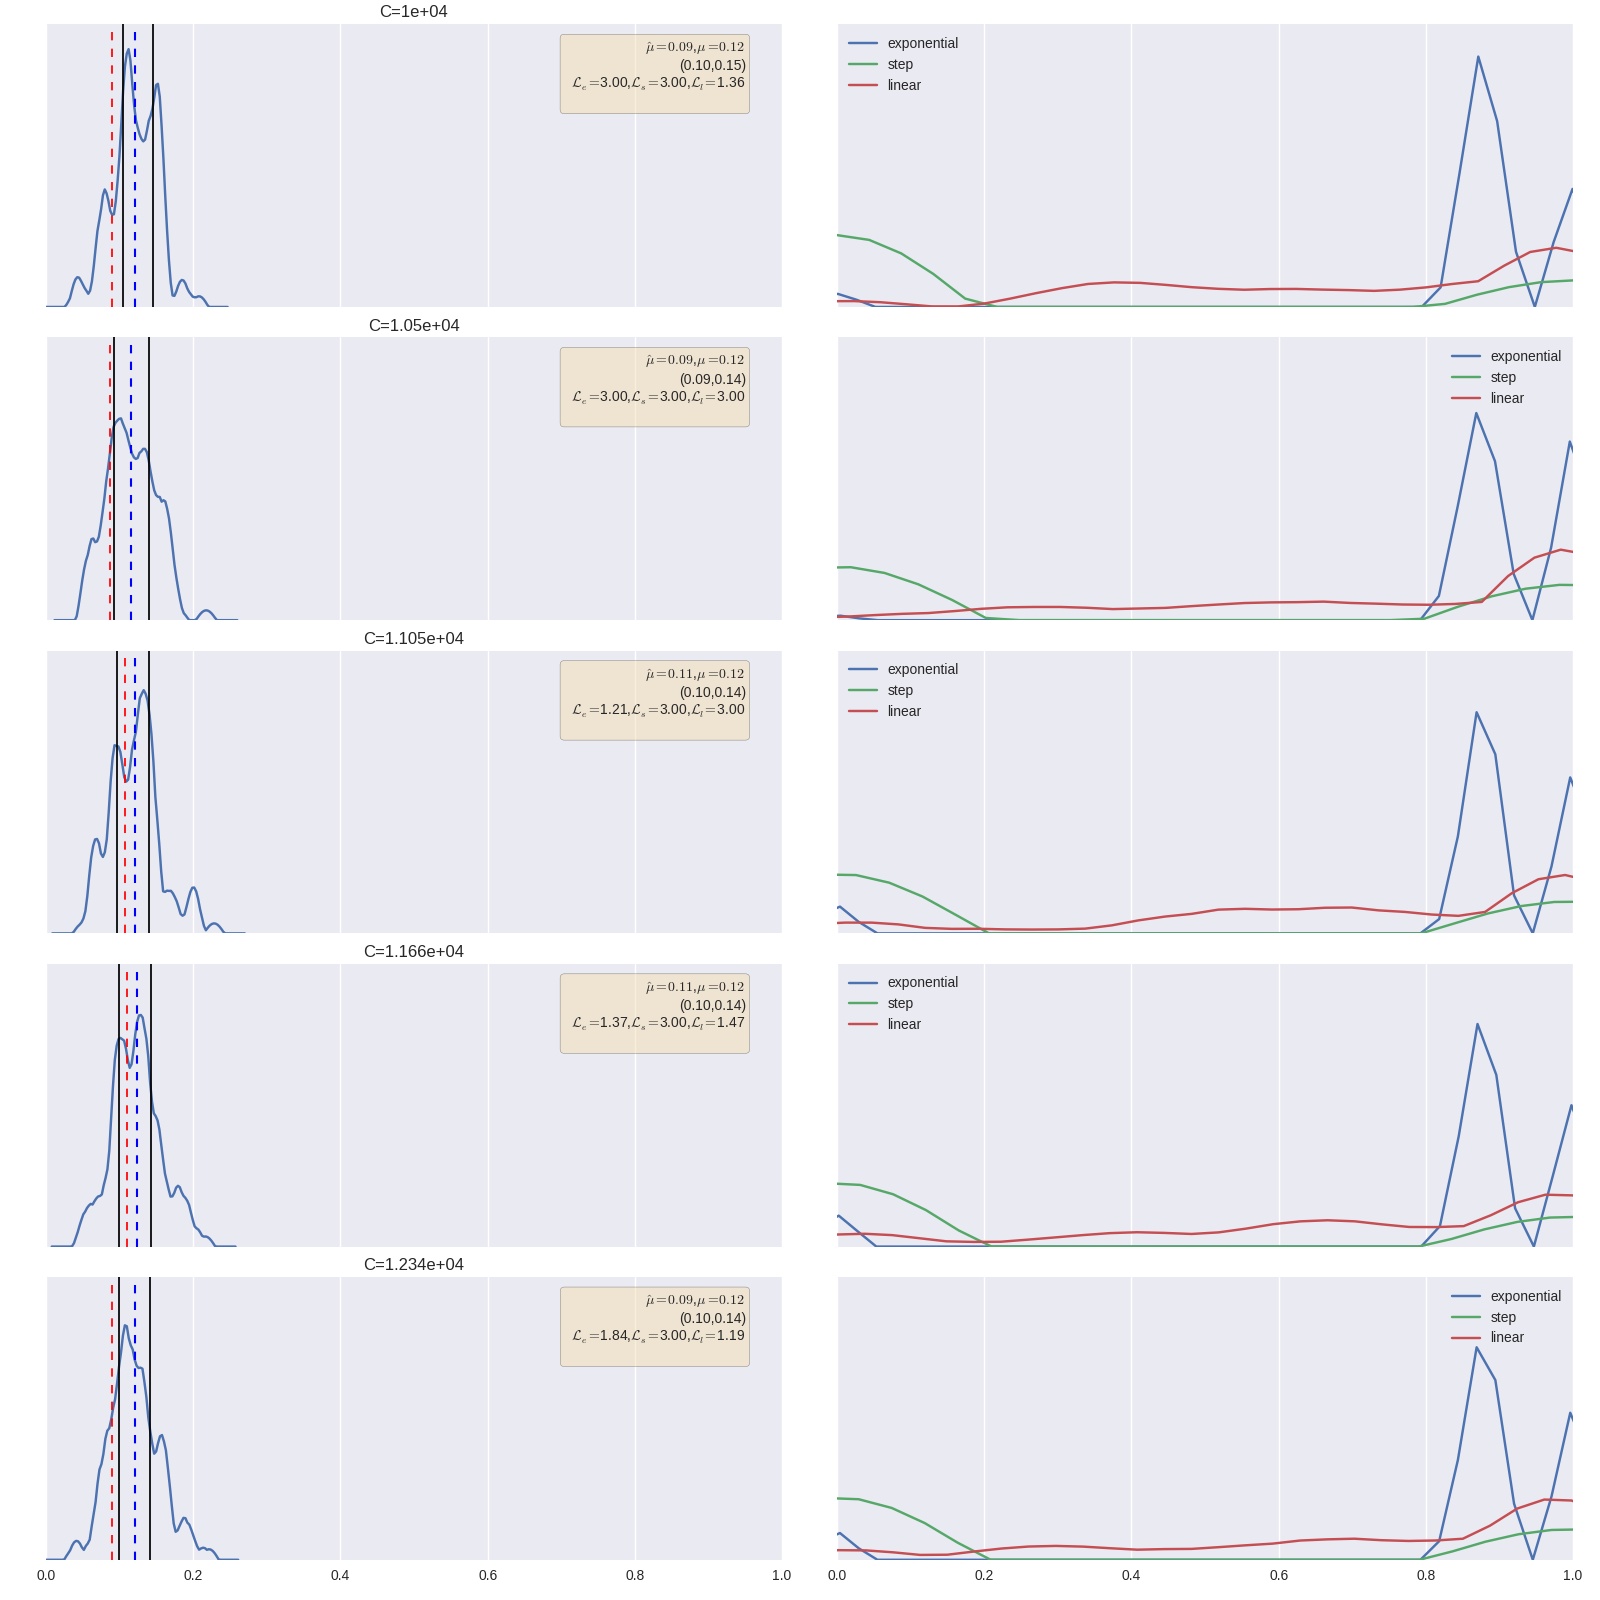 C=1e+04
μ̂=0.09,μ=0.12
(0.10,0.15)
ℒₑ=3.00,ℒₛ=3.00,ℒₗ=1.36
exponential
step
linear
C=1.05e+04
μ̂=0.09,μ=0.12
(0.09,0.14)
ℒₑ=3.00,ℒₛ=3.00,ℒₗ=3.00
exponential
step
linear
C=1.105e+04
μ̂=0.11,μ=0.12
(0.10,0.14)
ℒₑ=1.21,ℒₛ=3.00,ℒₗ=3.00
exponential
step
linear
C=1.166e+04
μ̂=0.11,μ=0.12
(0.10,0.14)
ℒₑ=1.37,ℒₛ=3.00,ℒₗ=1.47
exponential
step
linear
C=1.234e+04
μ̂=0.09,μ=0.12
(0.10,0.14)
ℒₑ=1.84,ℒₛ=3.00,ℒₗ=1.19
exponential
step
linear
0.0 0.2 0.4 0.6 0.8 1.0
0.0 0.2 0.4 0.6 0.8 1.0